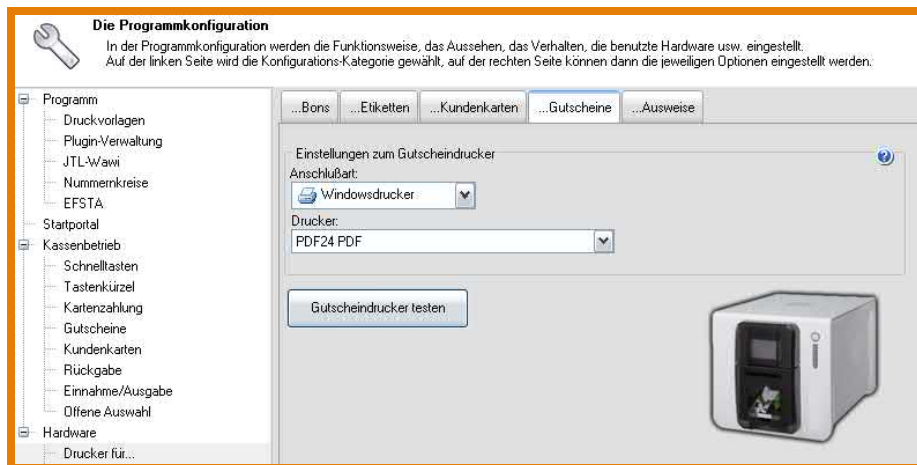 Die Programmkonfiguration
In der Programmkonfiguration werden die Funktionsweise, das Aussehen, das Verhalten, die benutzte Hardware usw. eingestellt.
Auf der linken Seite wird die Konfigurations-Kategorie gewählt, auf der rechten Seite können dann die jeweiligen Optionen eingestellt werden.
Programm
Druckvorlagen
Plugin-Verwaltung
JTL-Wawi
Nummernkreise
EFSTA
Startportal
Kassenbetrieb
Schnelltasten
Tastenkürzel
Kartenzahlung
Gutscheine
Kundenkarten
Rückgabe
Einnahme/Ausgabe
Offene Auswahl
Hardware
Drucker für...
...Bons ...Etiketten ...Kundenkarten ...Gutscheine ...Ausweise
Einstellungen zum Gutscheindrucker
Anschlußart:
Windowsdrucker
Drucker:
PDF24 PDF
Gutscheindrucker testen